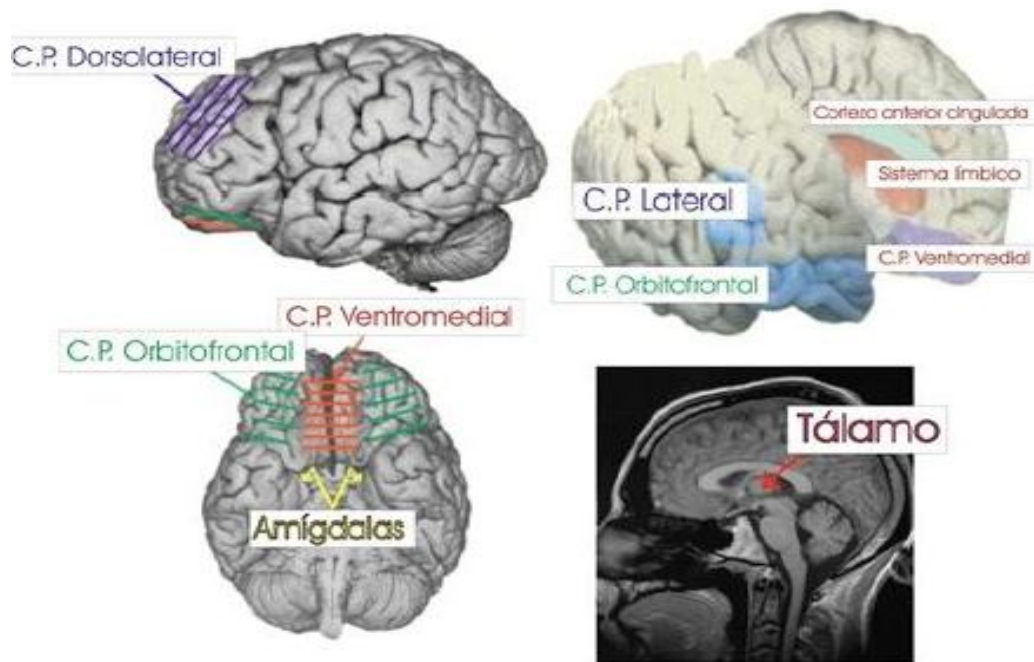 C.P. Dorsolateral
Corteza anterior cingulada
Sistema límbico
C.P. Lateral
C.P. Ventromedial
C.P. Orbitofrontal
C.P. Ventromedial
C.P. Orbitofrontal
Amígdalas
Tálamo